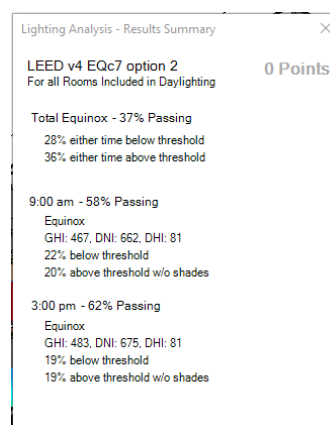 Lighting Analysis - Results Summary
LEED v4 EQc7 option 2
0 Points
For all Rooms Included in Daylighting
Total Equinox - 37% Passing
28% either time below threshold
36% either time above threshold
9:00 am - 58% Passing
Equinox
GHI: 467, DNI: 662, DHI: 81
22% below threshold
20% above threshold w/o shades
3:00 pm - 62% Passing
Equinox
GHI: 483, DNI: 675, DHI: 81
19% below threshold
19% above threshold w/o shades